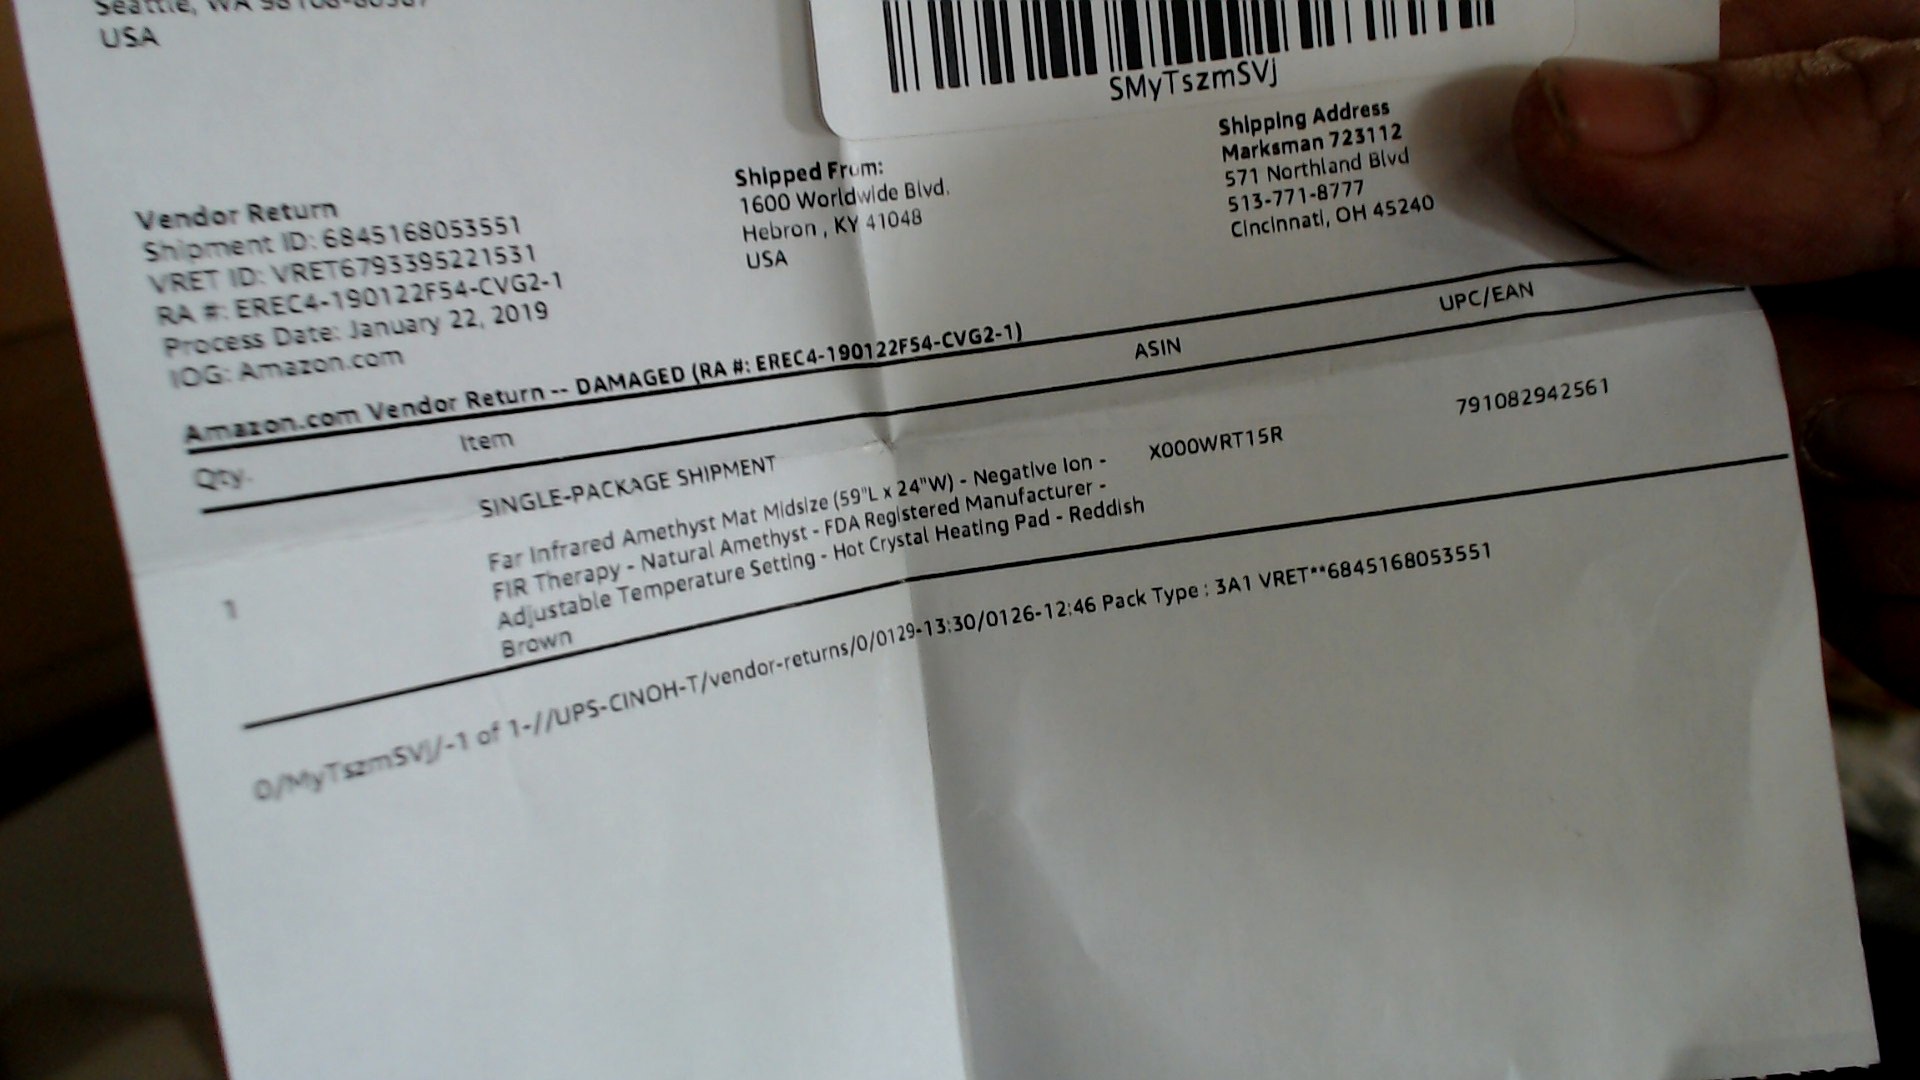 Seattle, WA
USA
SMyTszmSVj
Vendor Return
Shipment ID: 6845168053551
VRET ID: VRET6793395221531
RA #: EREC4-190122F54-CVG2-1
Process Date: January 22, 2019
IOG: Amazon.com
Shipped From:
1600 Worldwide Blvd.
Hebron , KY 41048
USA
Shipping Address
Marksman 723112
571 Northland Blvd
513-771-8777
Cincinnati, OH 45240
Amazon.com Vendor Return -- DAMAGED (RA #: EREC4-190122F54-CVG2-1)
Qty. Item ASIN UPC/EAN
SINGLE-PACKAGE SHIPMENT
1 Far Infrared Amethyst Mat Midsize (59"L x 24"W) - Negative Ion - X000WRT15R 791082942561
FIR Therapy - Natural Amethyst - FDA Registered Manufacturer -
Adjustable Temperature Setting - Hot Crystal Heating Pad - Reddish
Brown
0/MyTszmSVj/-1 of 1-//UPS-CINOH-T/vendor-returns/0/0129-13:30/0126-12:46 Pack Type : 3A1 VRET**6845168053551